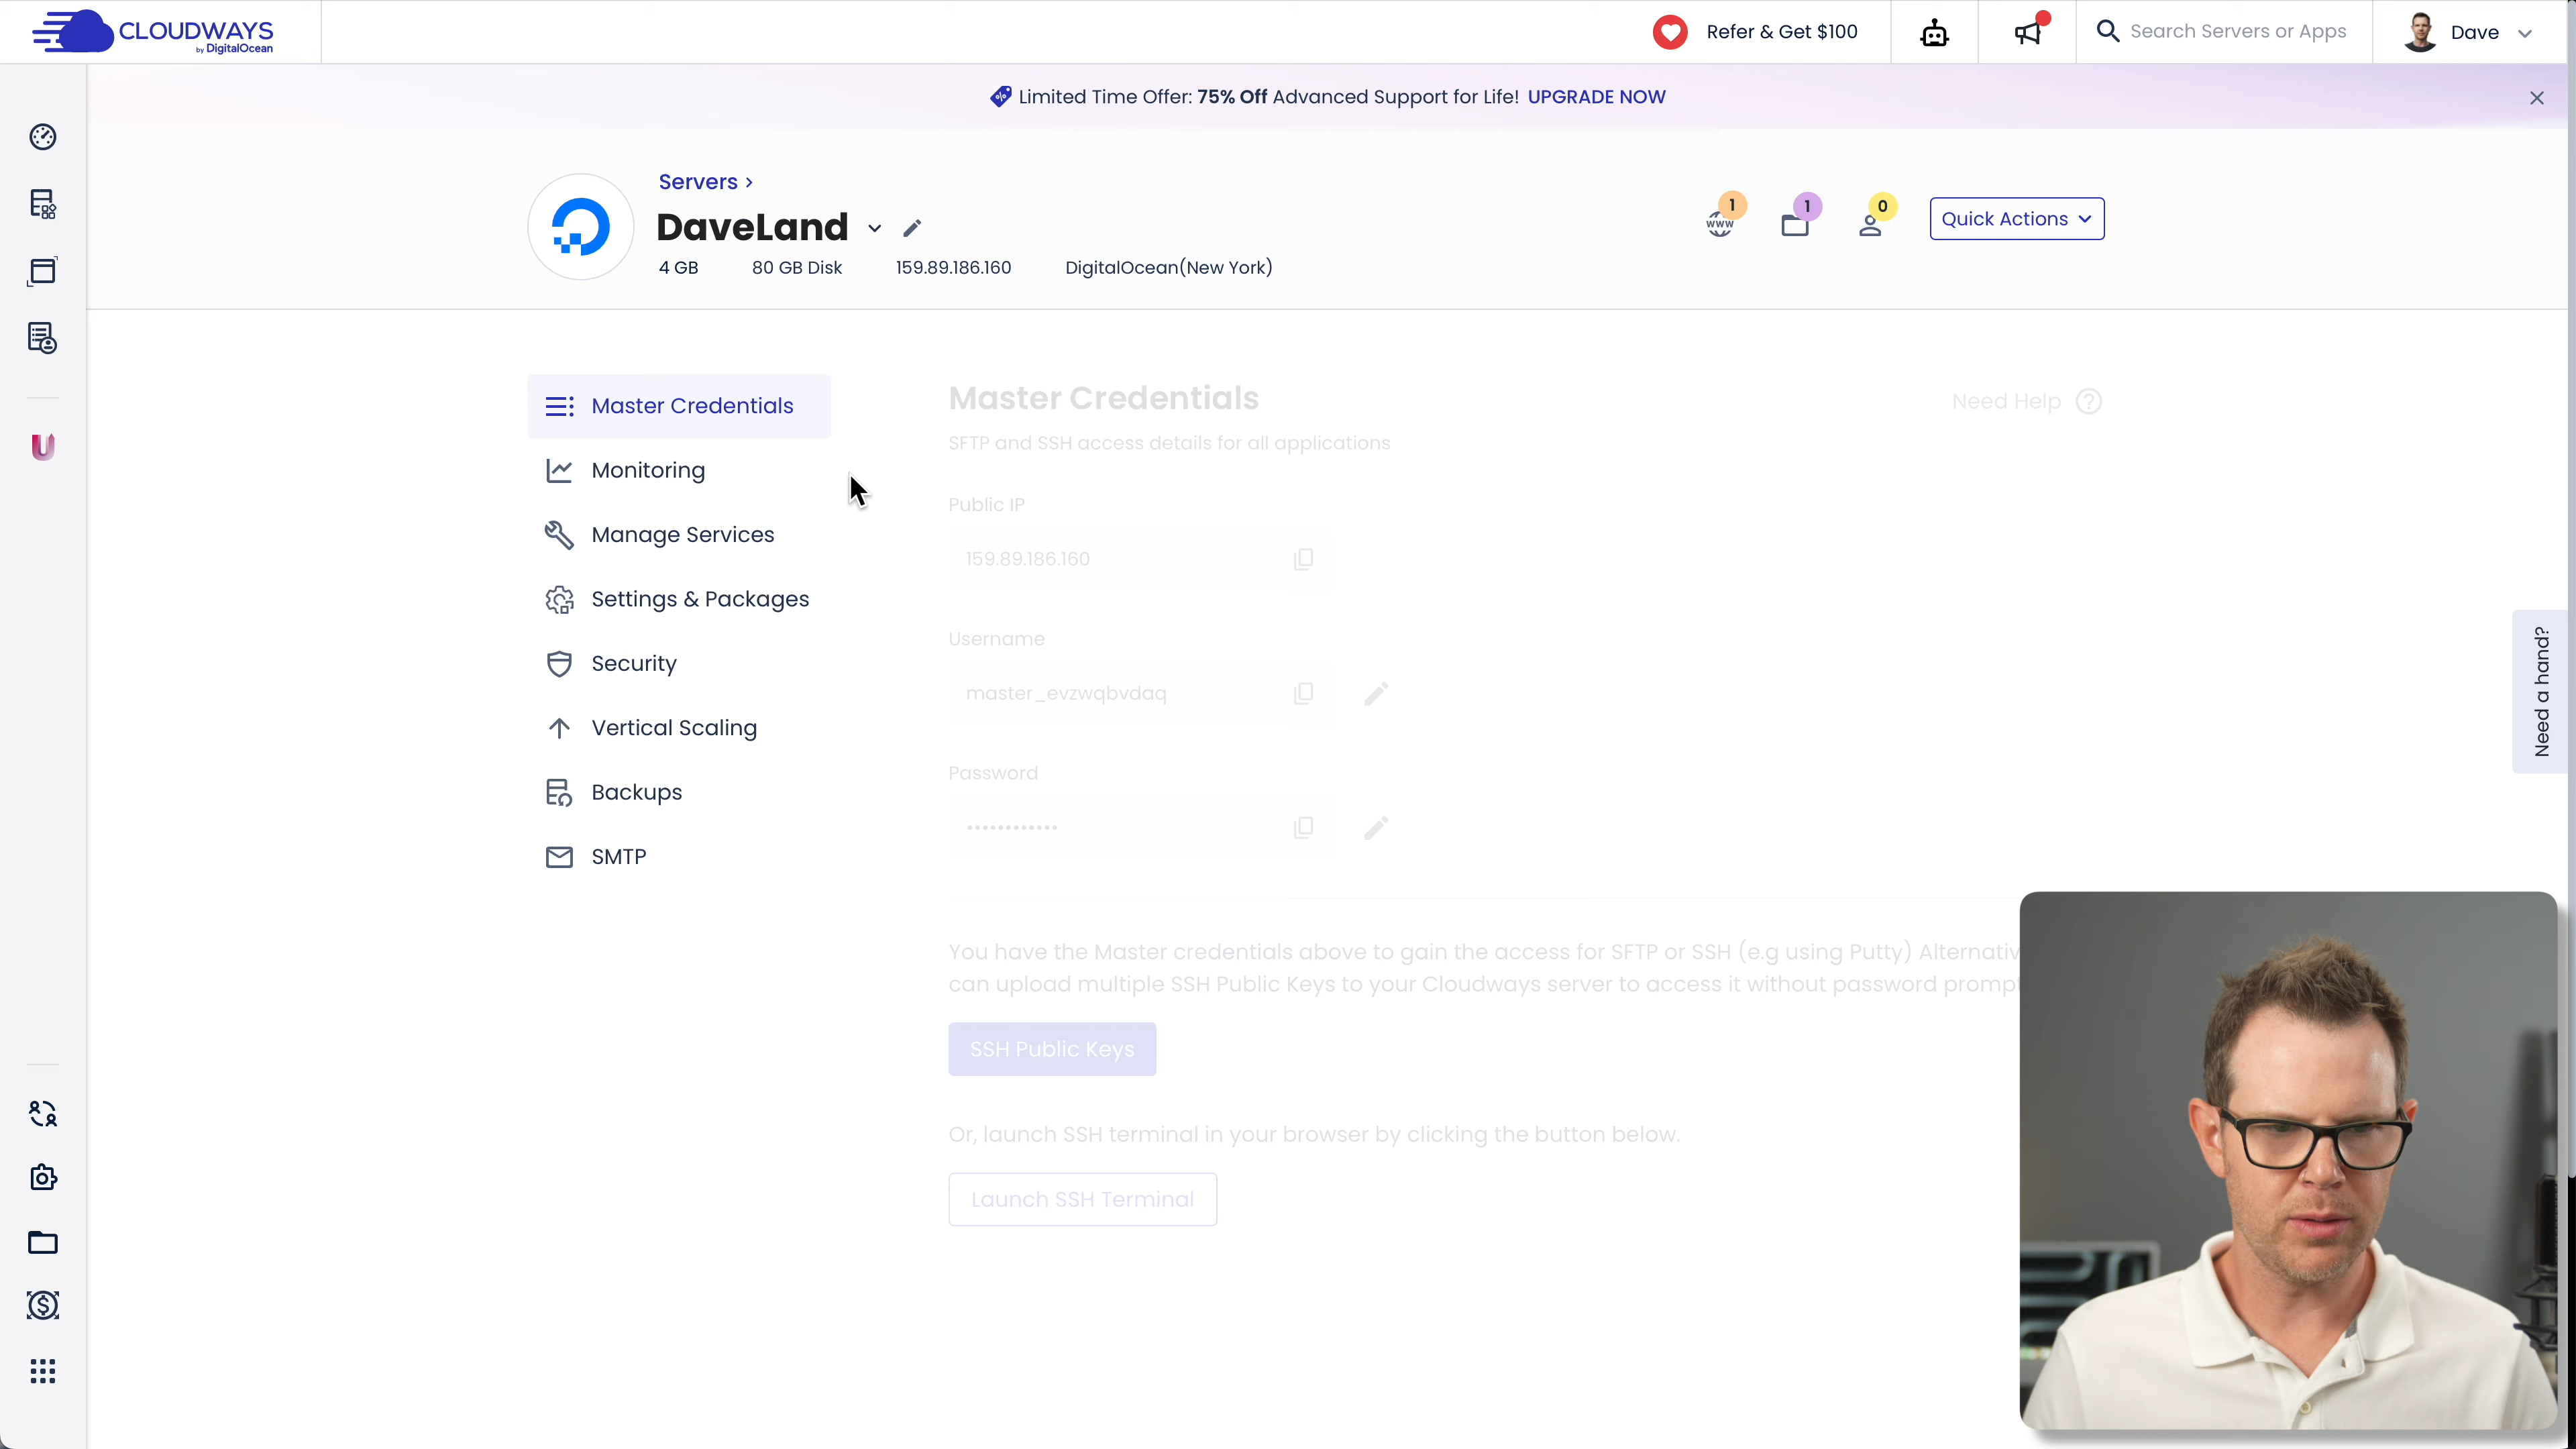 CLOUDWAYS
by DigitalOcean
Refer & Get $100
Search Servers or Apps
Dave
Limited Time Offer: 75% Off Advanced Support for Life! UPGRADE NOW
Servers ›
DaveLand
4 GB
80 GB Disk
159.89.186.160
DigitalOcean(New York)
1
1
0
Quick Actions
Master Credentials
Monitoring
Manage Services
Settings & Packages
Security
Vertical Scaling
Backups
SMTP
Master Credentials
Need Help
SFTP and SSH access details for all applications
Public IP
159.89.186.160
Username
master_evzwqbvdaq
Password
••••••••••••
You have the Master credentials above to gain the access for SFTP or SSH (e.g using Putty)
can upload multiple SSH Public Keys to your Cloudways server to access it without password
SSH Public Keys
Or, launch SSH terminal in your browser by clicking the button below.
Launch SSH Terminal
Need a hand?